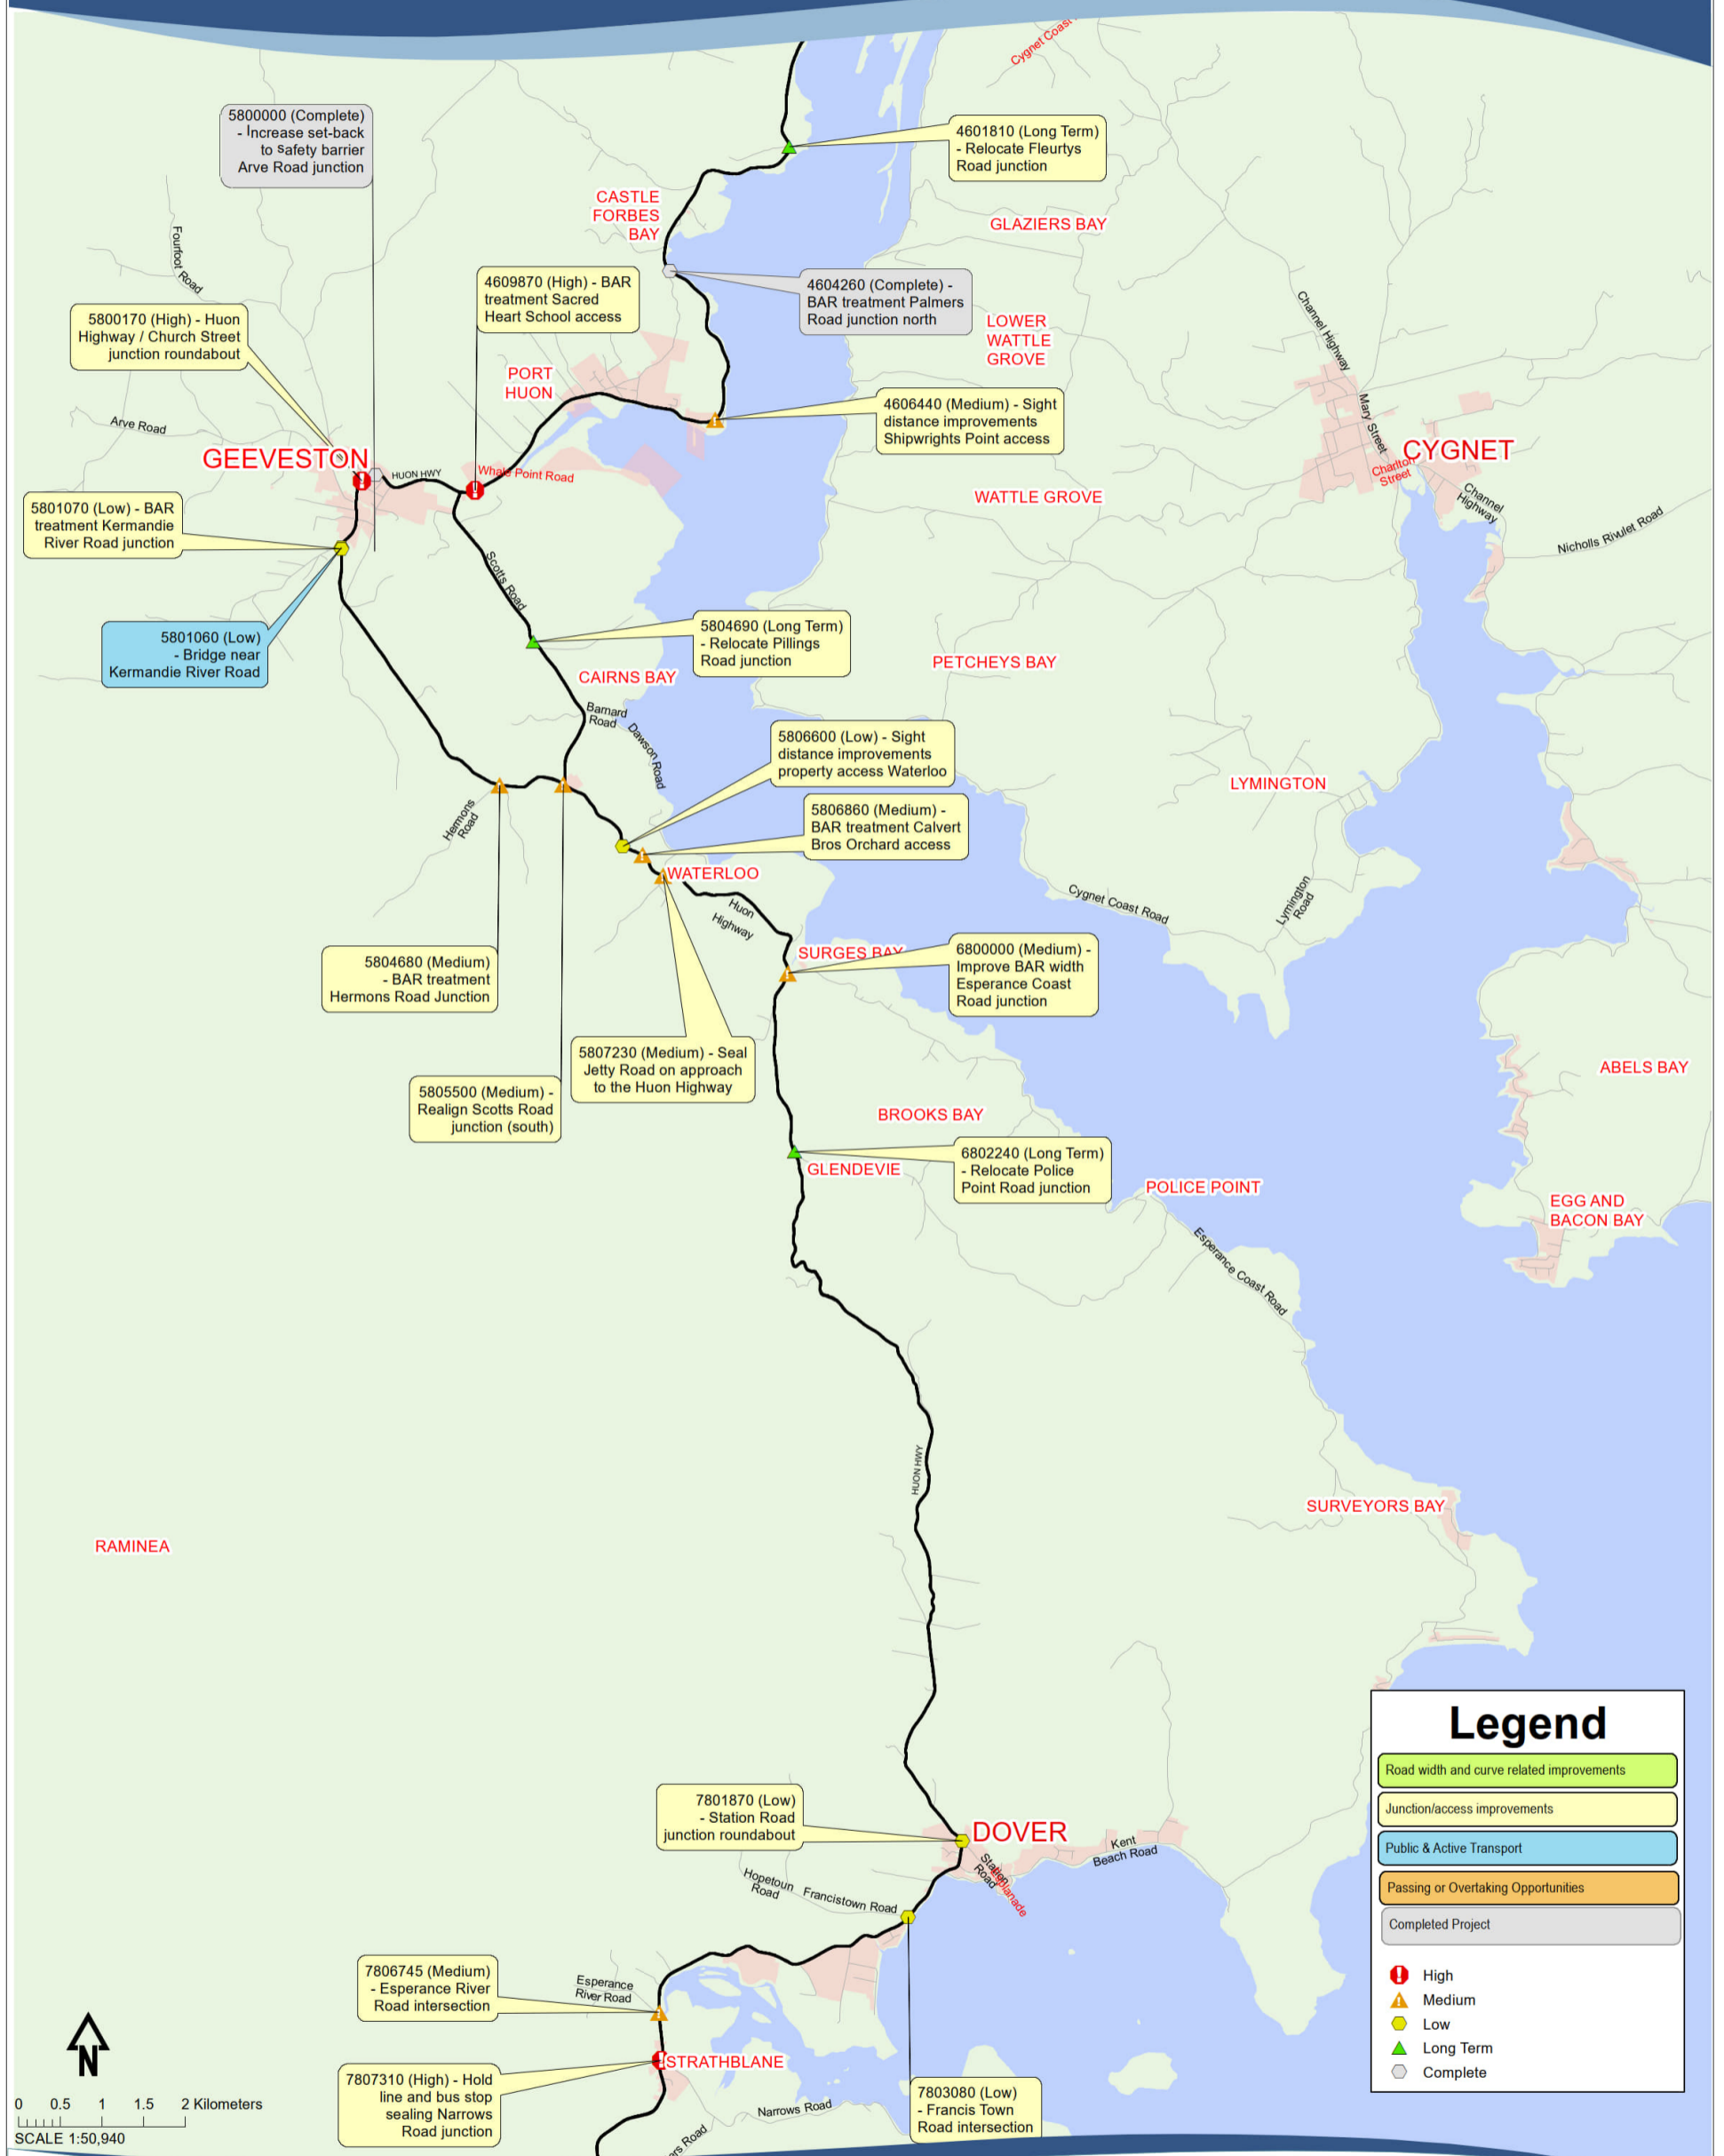 Cygnet Coast
5800000 (Complete)
- Increase set-back
to safety barrier
Arve Road junction
4601810 (Long Term)
- Relocate Fleurtys
Road junction
CASTLE
FORBES
BAY
GLAZIERS BAY
Fourfoot Road
4609870 (High) - BAR
treatment Sacred
Heart School access
4604260 (Complete) -
BAR treatment Palmers
Road junction north
5800170 (High) - Huon
Highway / Church Street
junction roundabout
LOWER
WATTLE
GROVE
Channel Highway
PORT
HUON
4606440 (Medium) - Sight
distance improvements
Shipwrights Point access
Mary Street
Arve Road
GEEVESTON
HUON HWY
Whale Point Road
CYGNET
Charlton
Street
Channel
Highway
WATTLE GROVE
Nicholls Rivulet Road
5801070 (Low) - BAR
treatment Kermandie
River Road junction
Scotts Road
5801060 (Low)
- Bridge near
Kermandie River Road
5804690 (Long Term)
- Relocate Pillings
Road junction
CAIRNS BAY
PETCHEYS BAY
Barnard
Road
Dawson Road
5806600 (Low) - Sight
distance improvements
property access Waterloo
LYMINGTON
Hermons
Road
5806860 (Medium) -
BAR treatment Calvert
Bros Orchard access
WATERLOO
Huon
Highway
Cygnet Coast Road
Lymington
Road
5804680 (Medium)
- BAR treatment
Hermons Road Junction
SURGES BAY
6800000 (Medium) -
Improve BAR width
Esperance Coast
Road junction
5807230 (Medium) - Seal
Jetty Road on approach
to the Huon Highway
5805500 (Medium) -
Realign Scotts Road
junction (south)
ABELS BAY
BROOKS BAY
6802240 (Long Term)
- Relocate Police
Point Road junction
GLENDEVIE
POLICE POINT
EGG AND
BACON BAY
Esperance Coast Road
HUON HWY
SURVEYORS BAY
RAMINEA
Legend
Road width and curve related improvements
Junction/access improvements
Public & Active Transport
Passing or Overtaking Opportunities
Completed Project
High
Medium
Low
Long Term
Complete
7801870 (Low)
- Station Road
junction roundabout
DOVER
Kent
Beach Road
Station
Road
Esplanade
Hopetoun
Road
Francistown Road
7806745 (Medium)
- Esperance River
Road intersection
Esperance
River Road
STRATHBLANE
7807310 (High) - Hold
line and bus stop
sealing Narrows
Road junction
7803080 (Low)
- Francis Town
Road intersection
Narrows Road
Road
N
0 0.5 1 1.5 2 Kilometers
SCALE 1:50,940